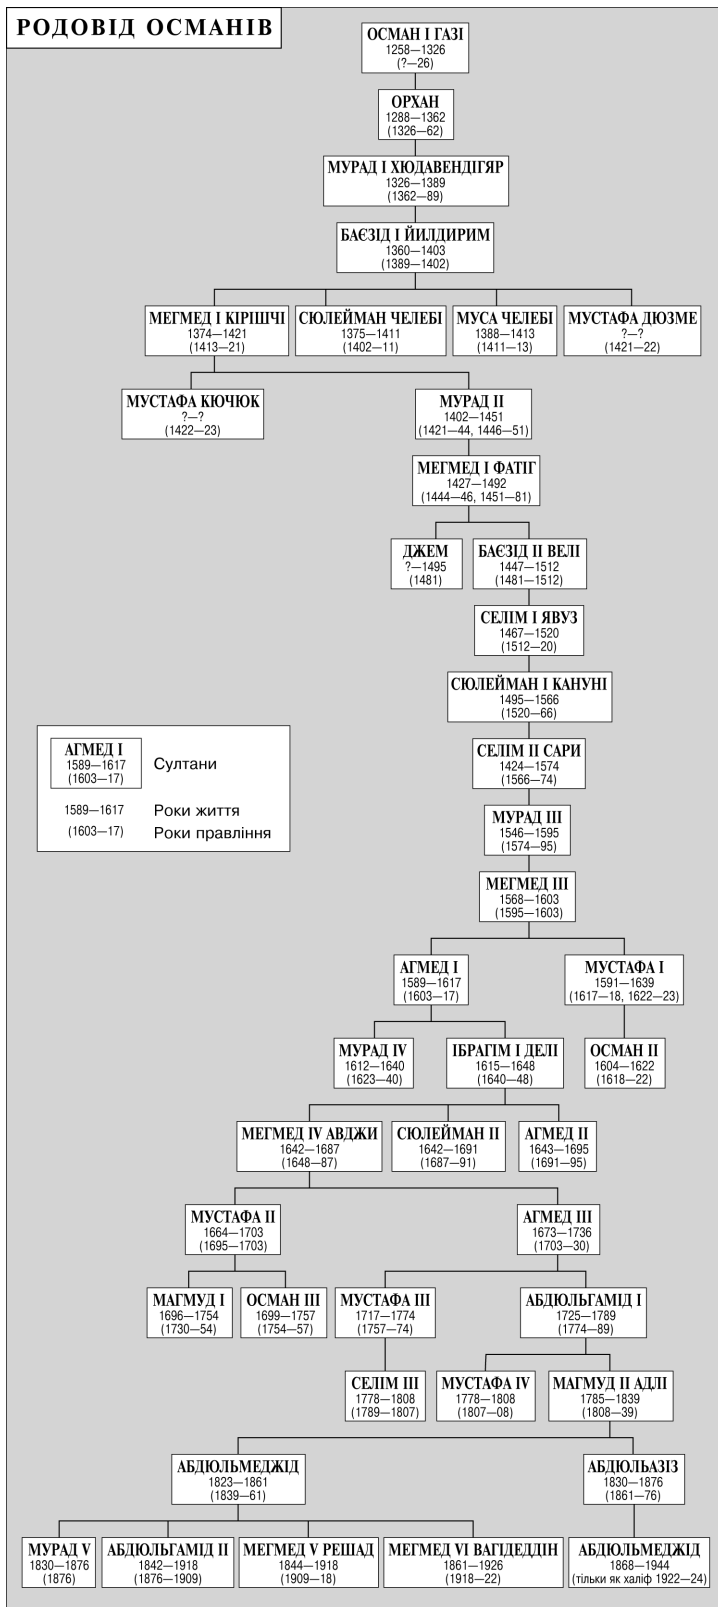 РОДОВІД ОСМАНІВ
ОСМАН І ГАЗІ
1258—1326
(?—26)
ОРХАН
1288—1362
(1326—62)
МУРАД І ХЮДАВЕНДІГЯР
1326—1389
(1362—89)
БАЄЗІД І ЙИЛДИРИМ
1360—1403
(1389—1402)
МЕГМЕД І КІРІШЧІ
1374—1421
(1413—21)
СЮЛЕЙМАН ЧЕЛЕБІ
1375—1411
(1402—11)
МУСА ЧЕЛЕБІ
1388—1413
(1411—13)
МУСТАФА ДЮЗМЕ
?—?
(1421—22)
МУСТАФА КЮЧЮК
?—?
(1422—23)
МУРАД ІІ
1402—1451
(1421—44, 1446—51)
МЕГМЕД І ФАТІГ
1427—1492
(1444—46, 1451—81)
ДЖЕМ
?—1495
(1481)
БАЄЗІД ІІ ВЕЛІ
1447—1512
(1481—1512)
СЕЛІМ І ЯВУЗ
1467—1520
(1512—20)
СЮЛЕЙМАН І КАНУНІ
1495—1566
(1520—66)
АГМЕД І
1589—1617
(1603—17)
Султани
1589—1617 Роки життя
(1603—17) Роки правління
СЕЛІМ ІІ САРИ
1424—1574
(1566—74)
МУРАД ІІІ
1546—1595
(1574—95)
МЕГМЕД ІІІ
1568—1603
(1595—1603)
АГМЕД І
1589—1617
(1603—17)
МУСТАФА І
1591—1639
(1617—18, 1622—23)
МУРАД IV
1612—1640
(1623—40)
ІБРАГІМ І ДЕЛІ
1615—1648
(1640—48)
ОСМАН ІІ
1604—1622
(1618—22)
МЕГМЕД IV АВДЖИ
1642—1687
(1648—87)
СЮЛЕЙМАН ІІ
1642—1691
(1687—91)
АГМЕД ІІ
1643—1695
(1691—95)
МУСТАФА ІІ
1664—1703
(1695—1703)
АГМЕД ІІІ
1673—1736
(1703—30)
МАГМУД І
1696—1754
(1730—54)
ОСМАН ІІІ
1699—1757
(1754—57)
МУСТАФА ІІІ
1717—1774
(1757—74)
АБДЮЛЬГАМІД І
1725—1789
(1774—89)
СЕЛІМ ІІІ
1778—1808
(1789—1807)
МУСТАФА IV
1778—1808
(1807—08)
МАГМУД ІІ АДЛІ
1785—1839
(1808—39)
АБДЮЛЬМЕДЖІД
1823—1861
(1839—61)
АБДЮЛЬАЗІЗ
1830—1876
(1861—76)
МУРАД V
1830—1876
(1876)
АБДЮЛЬГАМІД ІІ
1842—1918
(1876—1909)
МЕГМЕД V РЕШАД
1844—1918
(1909—18)
МЕГМЕД VI ВАГІДЕДДІН
1861—1926
(1918—22)
АБДЮЛЬМЕДЖІД
1868—1944
(тільки як халіф 1922—24)